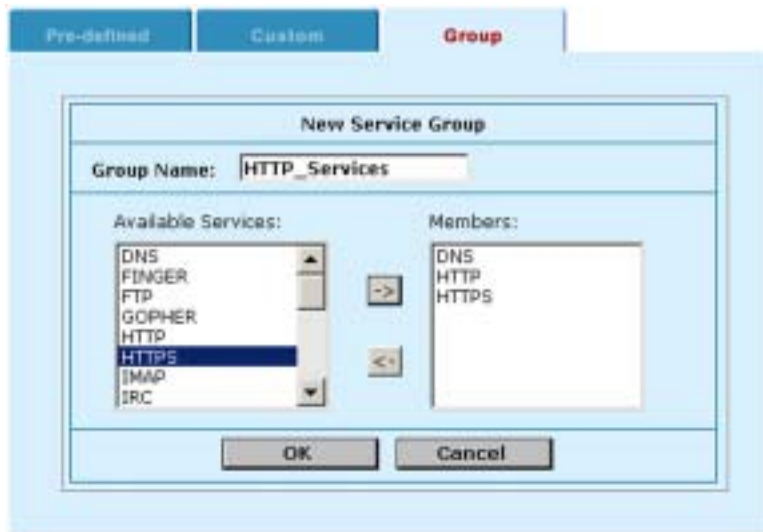 Pre-defined Custom Group
New Service Group
Group Name: HTTP_Services
Available Services: Members:
DNS
FINGER
FTP
GOPHER
HTTP
HTTPS
IMAP
IRC
->
<-
DNS
HTTP
HTTPS
OK Cancel